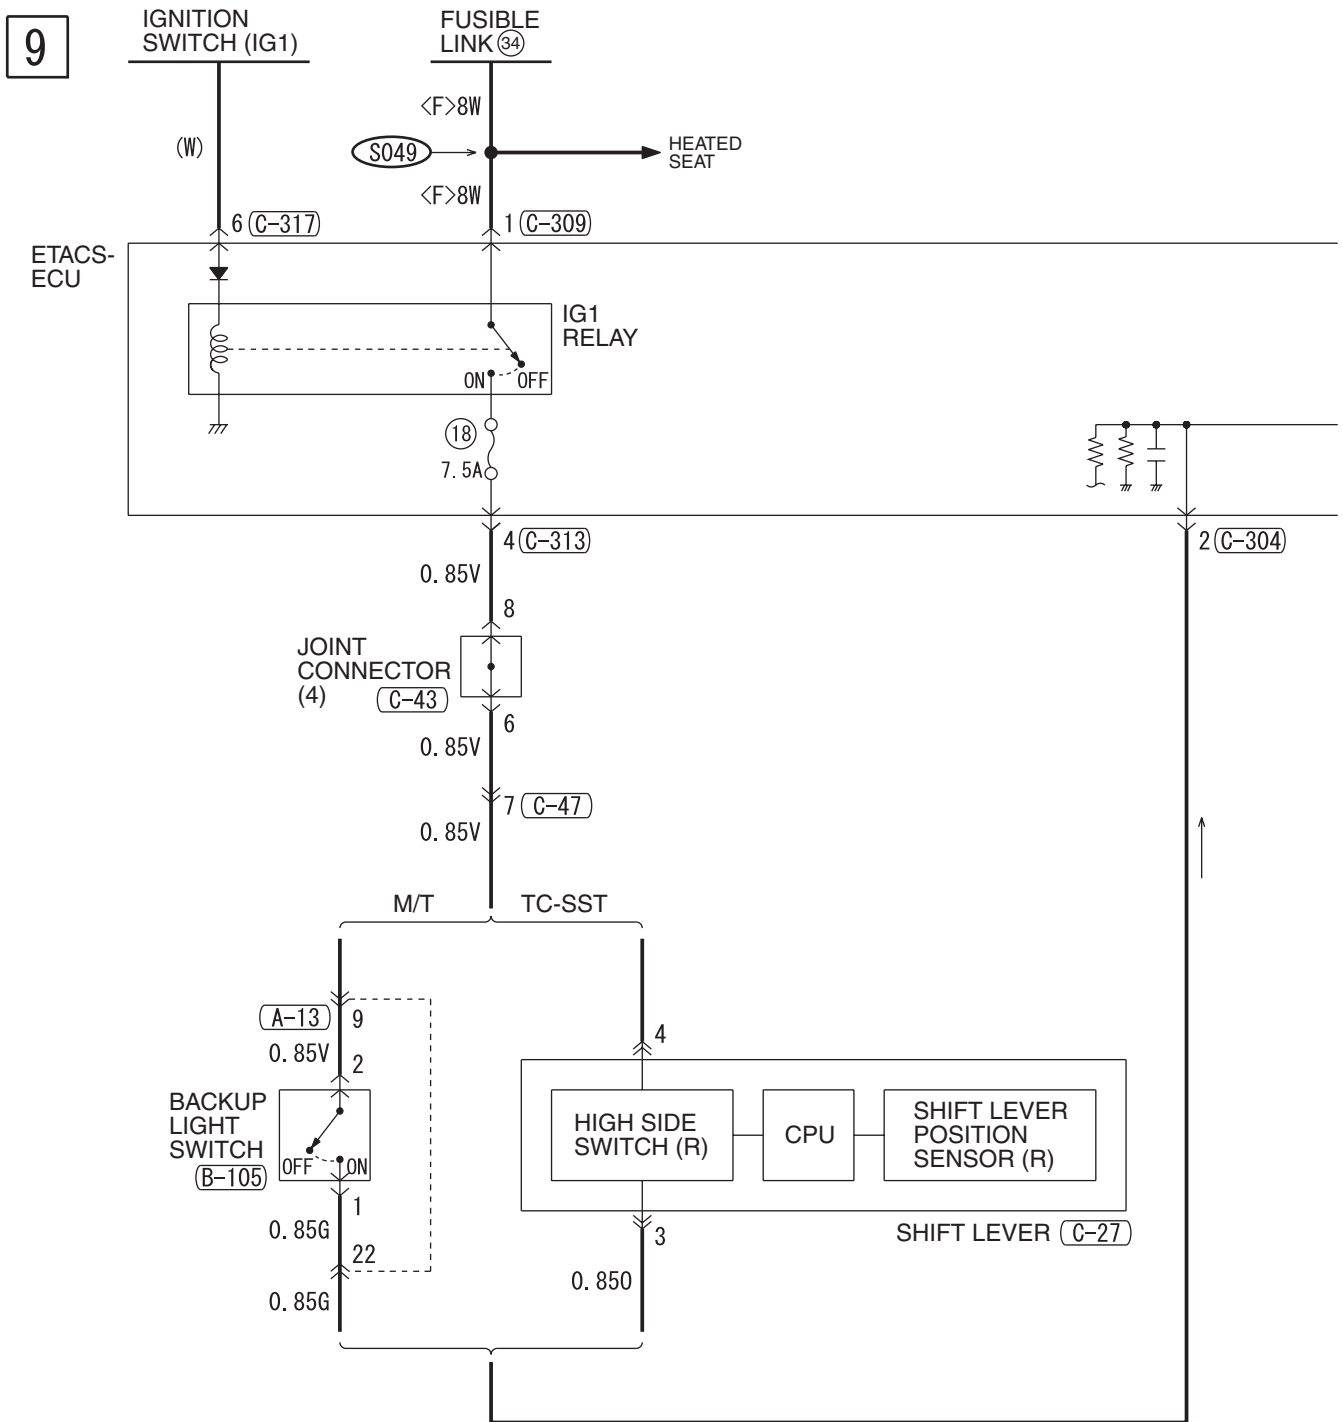 9
IGNITION
SWITCH (IG1)
FUSIBLE
LINK 34
<F>8W
(W)
S049
HEATED
SEAT
<F>8W
6 C-317
1 C-309
ETACS-
ECU
IG1
RELAY
ON OFF
18
7.5A
4 C-313
2 C-304
0.85V
8
JOINT
CONNECTOR
(4)
C-43
6
0.85V
7 C-47
0.85V
M/T
TC-SST
A-13
9
4
0.85V
2
BACKUP
LIGHT
SWITCH
B-105
OFF ON
HIGH SIDE
SWITCH (R)
CPU
SHIFT LEVER
POSITION
SENSOR (R)
1
3
SHIFT LEVER C-27
0.85G
22
0.85O
0.85G